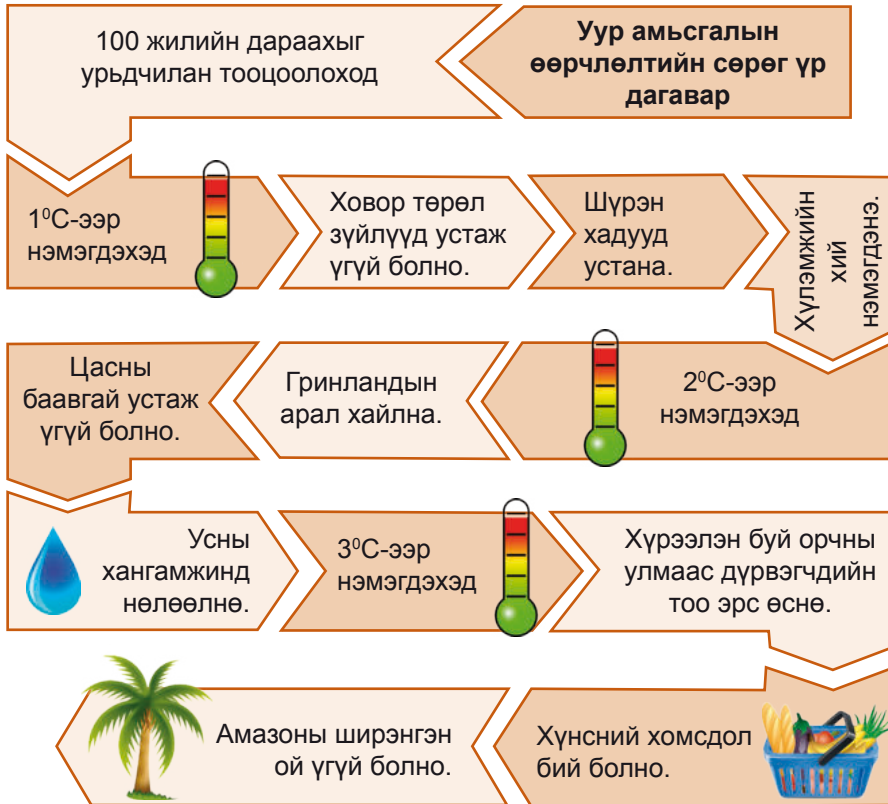 Уур амьсгалын
өөрчлөлтийн сөрөг үр
дагавар
100 жилийн дараахыг
урьдчилан тооцоолоход
1⁰C-ээр
нэмэгдэхэд
Ховор төрөл
зүйлүүд устаж
үгүй болно.
Шүрэн
хадууд
устана.
Хүлэмжийн
хий
нэмэгдэнэ.
2⁰C-ээр
нэмэгдэхэд
Гринландын
арал хайлна.
Цасны
баавгай устаж
үгүй болно.
Усны
хангамжинд
нөлөөлнө.
3⁰C-ээр
нэмэгдэхэд
Хүрээлэн буй орчны
улмаас дүрвэгчдийн
тоо эрс өснө.
Хүнсний хомсдол
бий болно.
Амазоны ширэнгэн
ой үгүй болно.